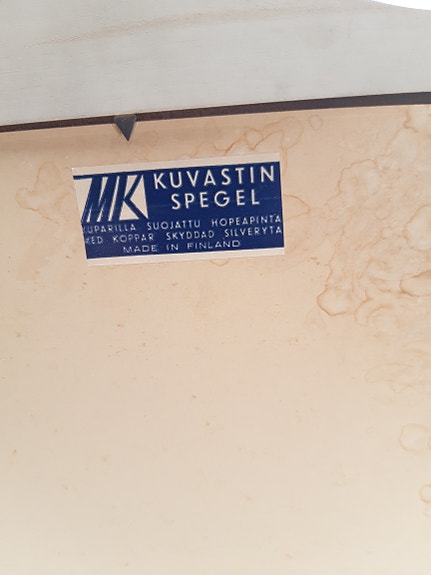 MK KUVASTIN
SPEGEL
KUPARILLA SUOJATTU HOPEAPINTA
MED KOPPAR SKYDDAD SILVERYTA
MADE IN FINLAND